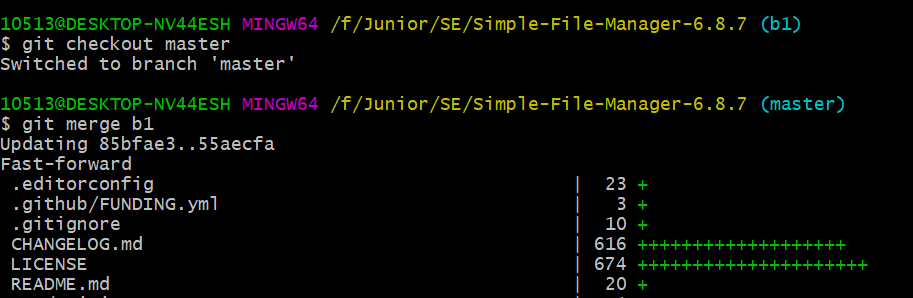 10513@DESKTOP-NV44ESH MINGW64 /f/Junior/SE/Simple-File-Manager-6.8.7 (b1)
$ git checkout master
Switched to branch 'master'
10513@DESKTOP-NV44ESH MINGW64 /f/Junior/SE/Simple-File-Manager-6.8.7 (master)
$ git merge b1
Updating 85bfae3..55aecfa
Fast-forward
.editorconfig | 23 +
.github/FUNDING.yml | 3 +
.gitignore | 10 +
CHANGELOG.md | 616 +++++++++++++++++++
LICENSE | 674 +++++++++++++++++++++
README.md | 20 +